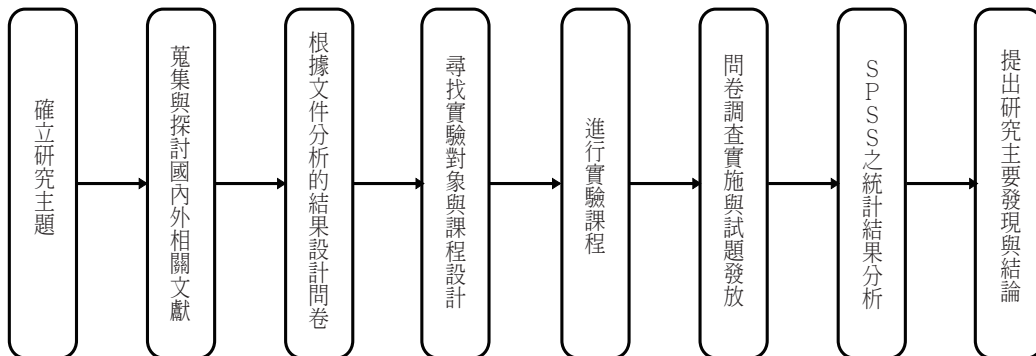 確立研究主題
蒐集與探討國內外相關文獻
根據文件分析的結果設計問卷
尋找實驗對象與課程設計
進行實驗課程
問卷調查實施與試題發放
SPSS之統計結果分析
提出研究主要發現與結論